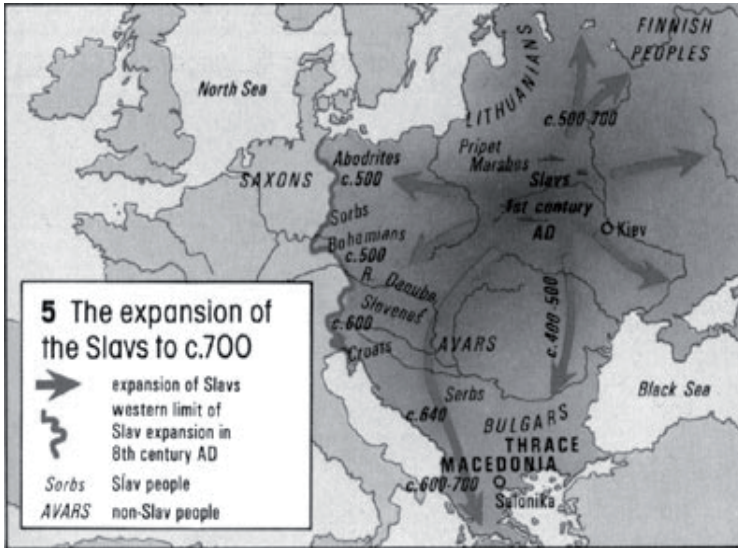 FINNISH
PEOPLES
North Sea
LITHUANIANS
c.500-700
Abodrites
c.500
Pripet
Marabos
SAXONS
Slavs
1st century
AD
Sorbs
Kiev
Bohamians
c.500
R. Danube
Slovenes
c.600
c.400-500
5 The expansion of
the Slavs to c.700
AVARS
Croats
expansion of Slavs
Black Sea
western limit of
Slav expansion in
8th century AD
Serbs
c.640
BULGARS
THRACE
MACEDONIA
Sorbs
Slav people
c.600-700
Salonika
AVARS
non-Slav people